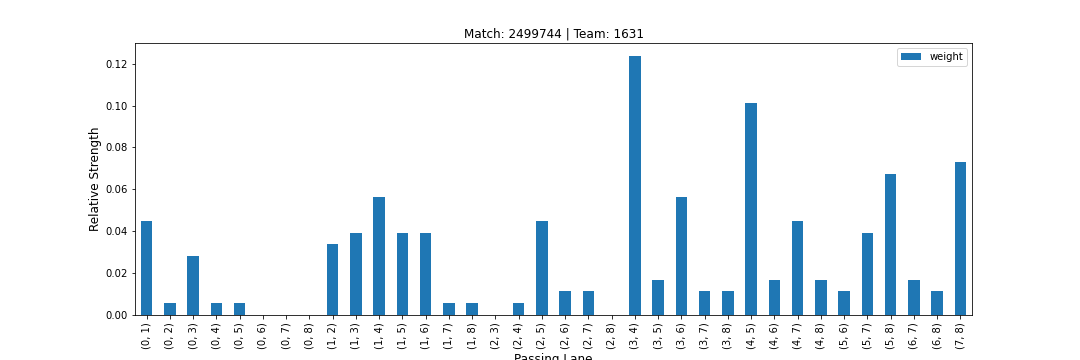 Match: 2499744 | Team: 1631
weight
Relative Strength
0.12
0.10
0.08
0.06
0.04
0.02
0.00
(0, 1) (0, 2) (0, 3) (0, 4) (0, 5) (0, 6) (0, 7) (0, 8) (1, 2) (1, 3) (1, 4) (1, 5) (1, 6) (1, 7) (1, 8) (2, 3) (2, 4) (2, 5) (2, 6) (2, 7) (2, 8) (3, 4) (3, 5) (3, 6) (3, 7) (3, 8) (4, 5) (4, 6) (4, 7) (4, 8) (5, 6) (5, 7) (5, 8) (6, 7) (6, 8) (7, 8)
Passing Lane